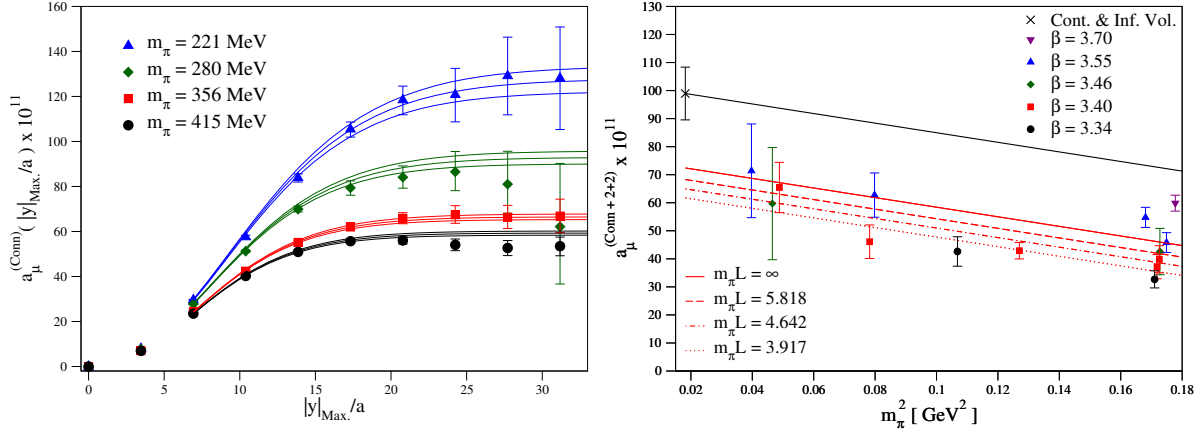 160
140
120
100
80
60
40
20
0
a_μ^(Conn)( |y|_Max./a ) x 10^11
m_π = 221 MeV
m_π = 280 MeV
m_π = 356 MeV
m_π = 415 MeV
0 5 10 15 20 25 30
|y|_Max./a
130
120
110
100
90
80
70
60
50
40
30
20
10
0
a_μ^(Conn + 2+2) x 10^11
Cont. & Inf. Vol.
β = 3.70
β = 3.55
β = 3.46
β = 3.40
β = 3.34
m_πL = ∞
m_πL = 5.818
m_πL = 4.642
m_πL = 3.917
0.02 0.04 0.06 0.08 0.1 0.12 0.14 0.16 0.18
m_π^2 [ GeV^2 ]